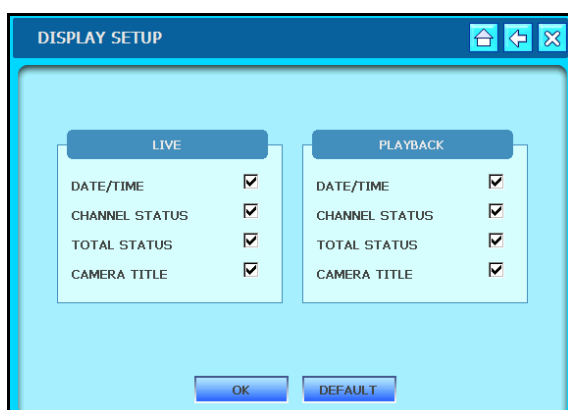 DISPLAY SETUP
LIVE
DATE/TIME
CHANNEL STATUS
TOTAL STATUS
CAMERA TITLE
PLAYBACK
DATE/TIME
CHANNEL STATUS
TOTAL STATUS
CAMERA TITLE
OK
DEFAULT